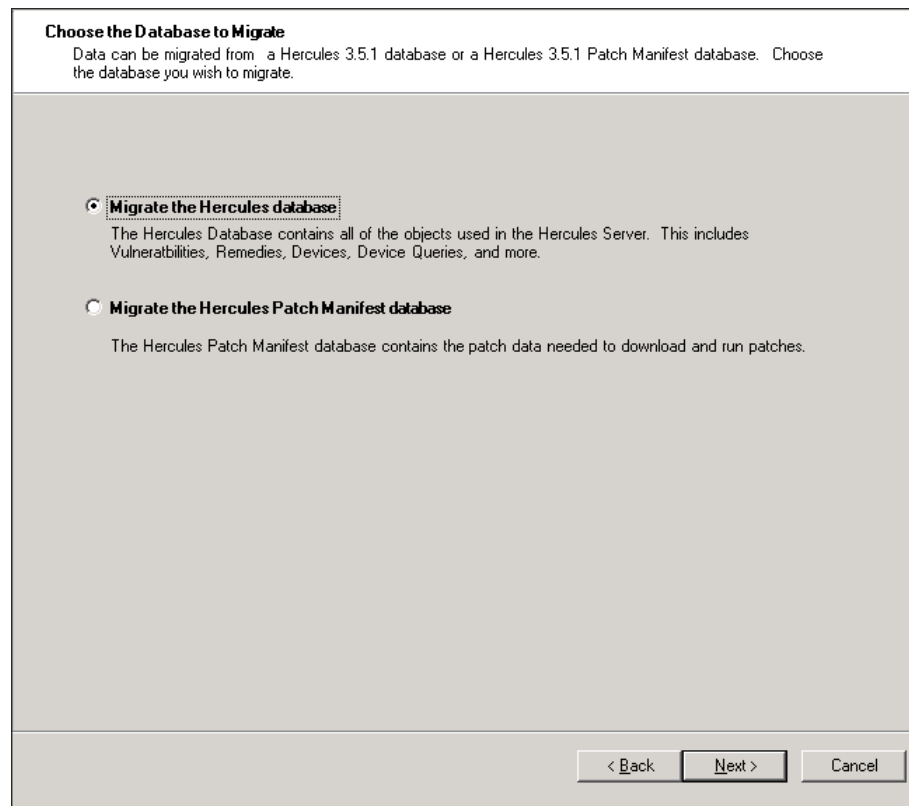 Choose the Database to Migrate
Data can be migrated from a Hercules 3.5.1 database or a Hercules 3.5.1 Patch Manifest database. Choose
the database you wish to migrate.
Migrate the Hercules database
The Hercules Database contains all of the objects used in the Hercules Server. This includes
Vulneratbilities, Remedies, Devices, Device Queries, and more.
Migrate the Hercules Patch Manifest database
The Hercules Patch Manifest database contains the patch data needed to download and run patches.
< Back Next > Cancel